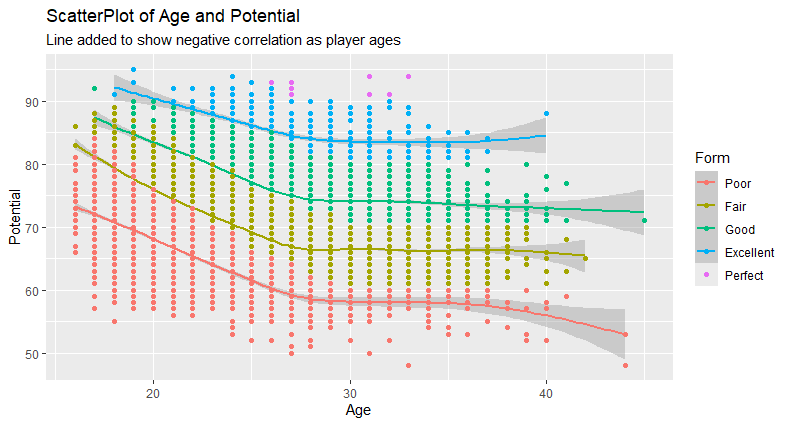 ScatterPlot of Age and Potential
Line added to show negative correlation as player ages
90
80
70
60
50
Potential
20
30
40
Age
Form
Poor
Fair
Good
Excellent
Perfect